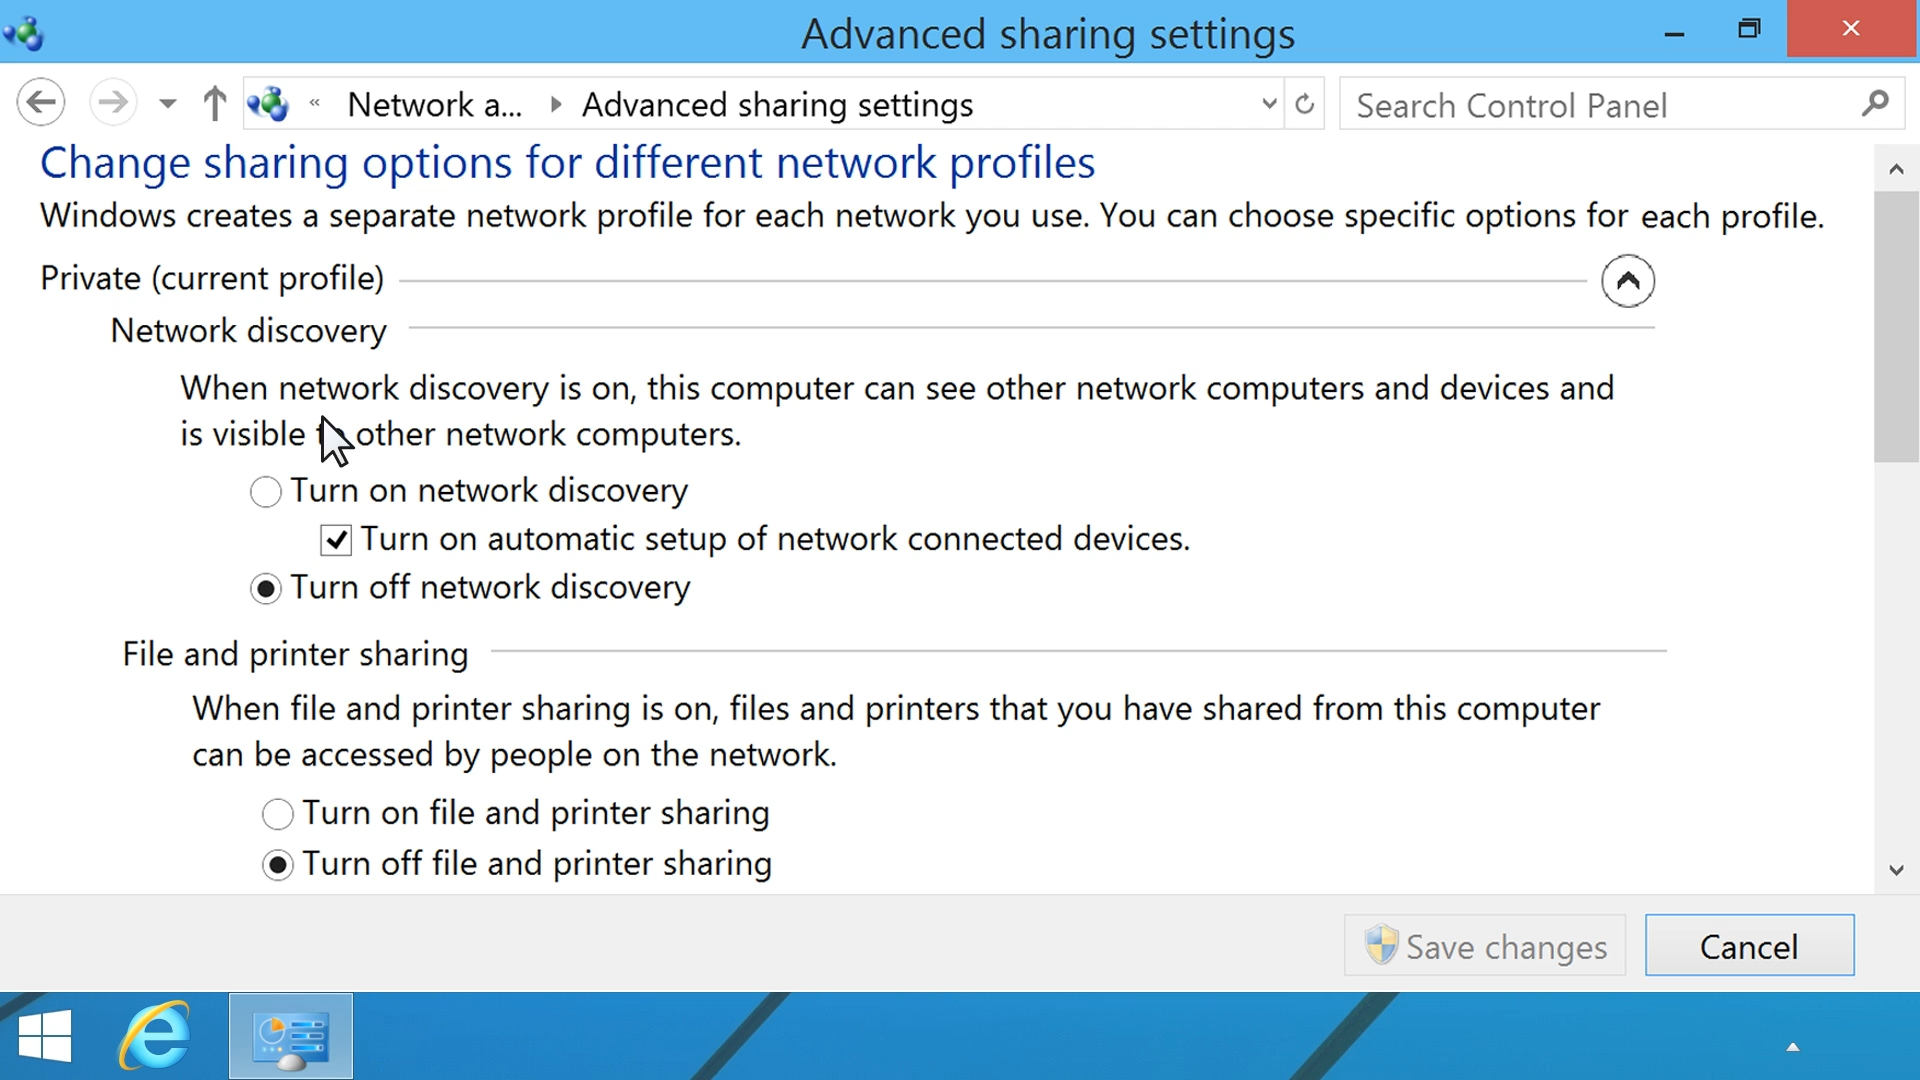 Advanced sharing settings
« Network a... Advanced sharing settings
Search Control Panel
Change sharing options for different network profiles
Windows creates a separate network profile for each network you use. You can choose specific options for each profile.
Private (current profile)
Network discovery
When network discovery is on, this computer can see other network computers and devices and
is visible to other network computers.
Turn on network discovery
Turn on automatic setup of network connected devices.
Turn off network discovery
File and printer sharing
When file and printer sharing is on, files and printers that you have shared from this computer
can be accessed by people on the network.
Turn on file and printer sharing
Turn off file and printer sharing
Save changes
Cancel